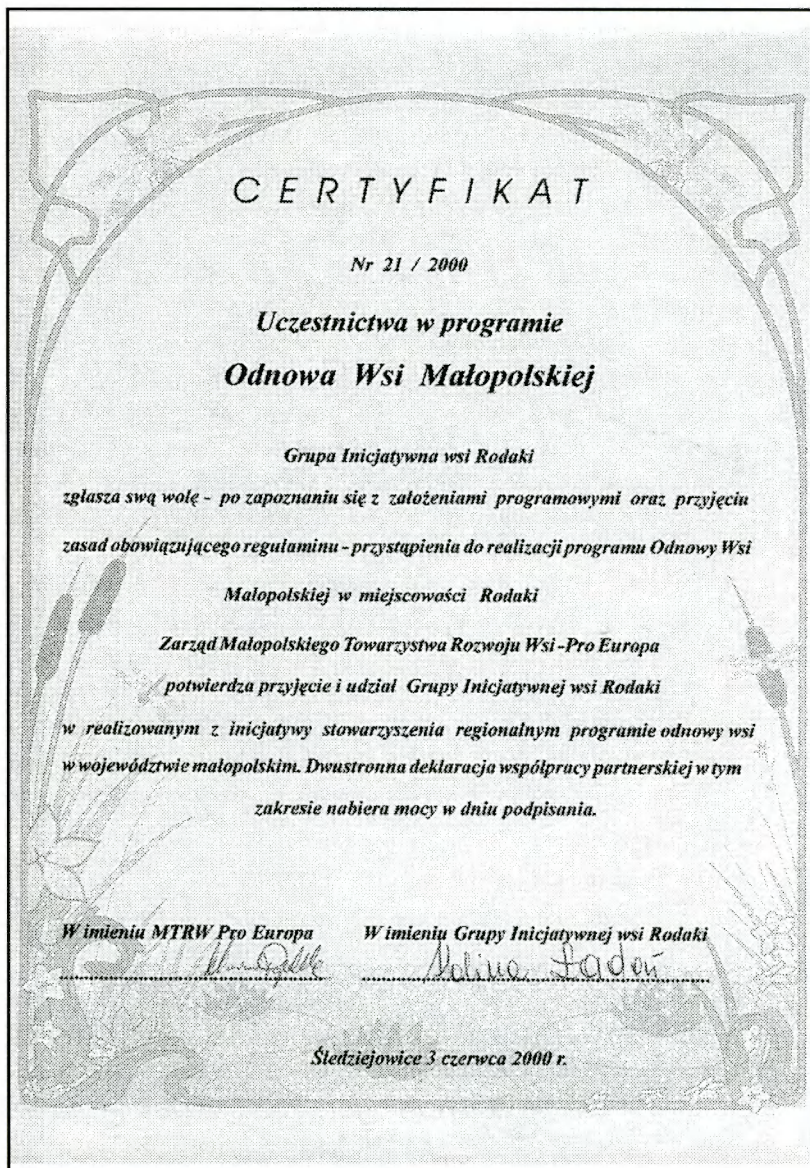 CERTYFIKAT
Nr 21 / 2000
Uczestnictwa w programie
Odnowa Wsi Małopolskiej
Grupa Inicjatywna wsi Rodaki
zgłasza swą wolę - po zapoznaniu się z założeniami programowymi oraz przyjęciu
zasad obowiązującego regulaminu - przystąpienia do realizacji programu Odnowy Wsi
Małopolskiej w miejscowości Rodaki
Zarząd Małopolskiego Towarzystwa Rozwoju Wsi - Pro Europa
potwierdza przyjęcie i udział Grupy Inicjatywnej wsi Rodaki
w realizowanym z inicjatywy stowarzyszenia regionalnym programie odnowy wsi
w województwie małopolskim. Dwustronna deklaracja współpracy partnerskiej w tym
zakresie nabiera mocy w dniu podpisania.
W imieniu MTRW Pro Europa W imieniu Grupy Inicjatywnej wsi Rodaki
Halina Ładoń
Śledziejowice 3 czerwca 2000 r.